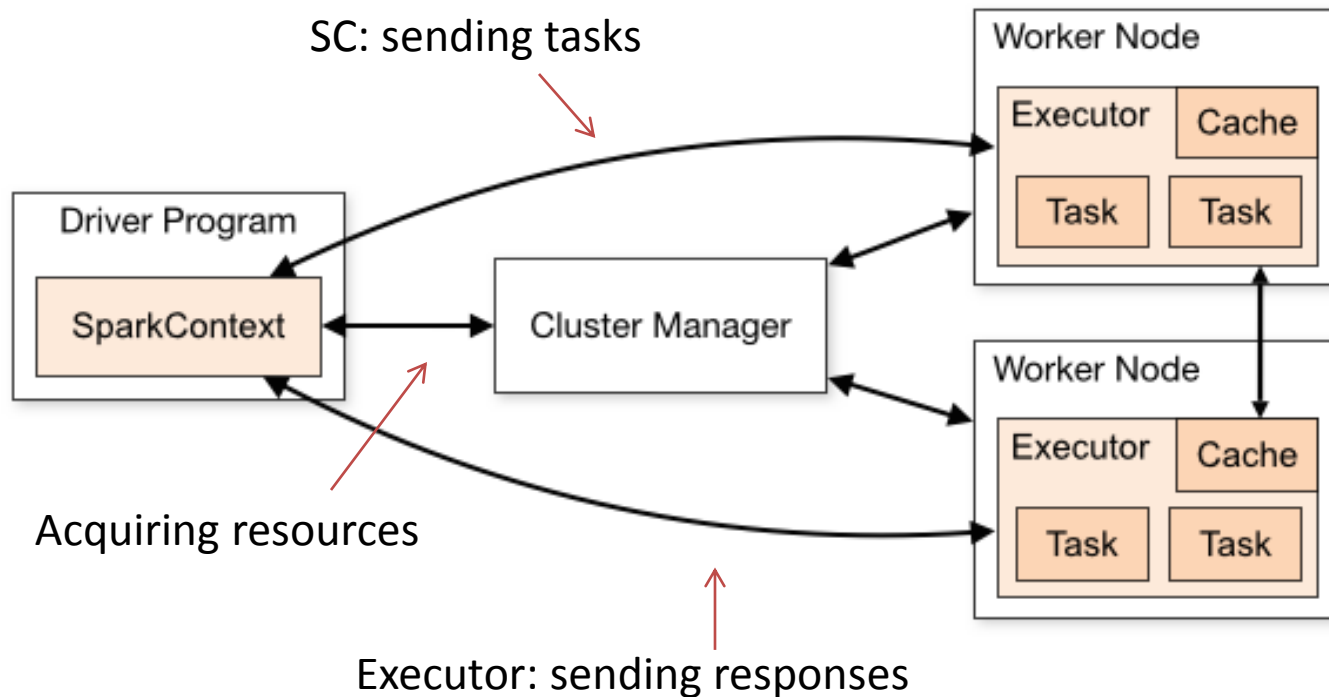 SC: sending tasks
Worker Node
Executor
Cache
Task
Task
Driver Program
SparkContext
Cluster Manager
Worker Node
Executor
Cache
Task
Task
Acquiring resources
Executor: sending responses